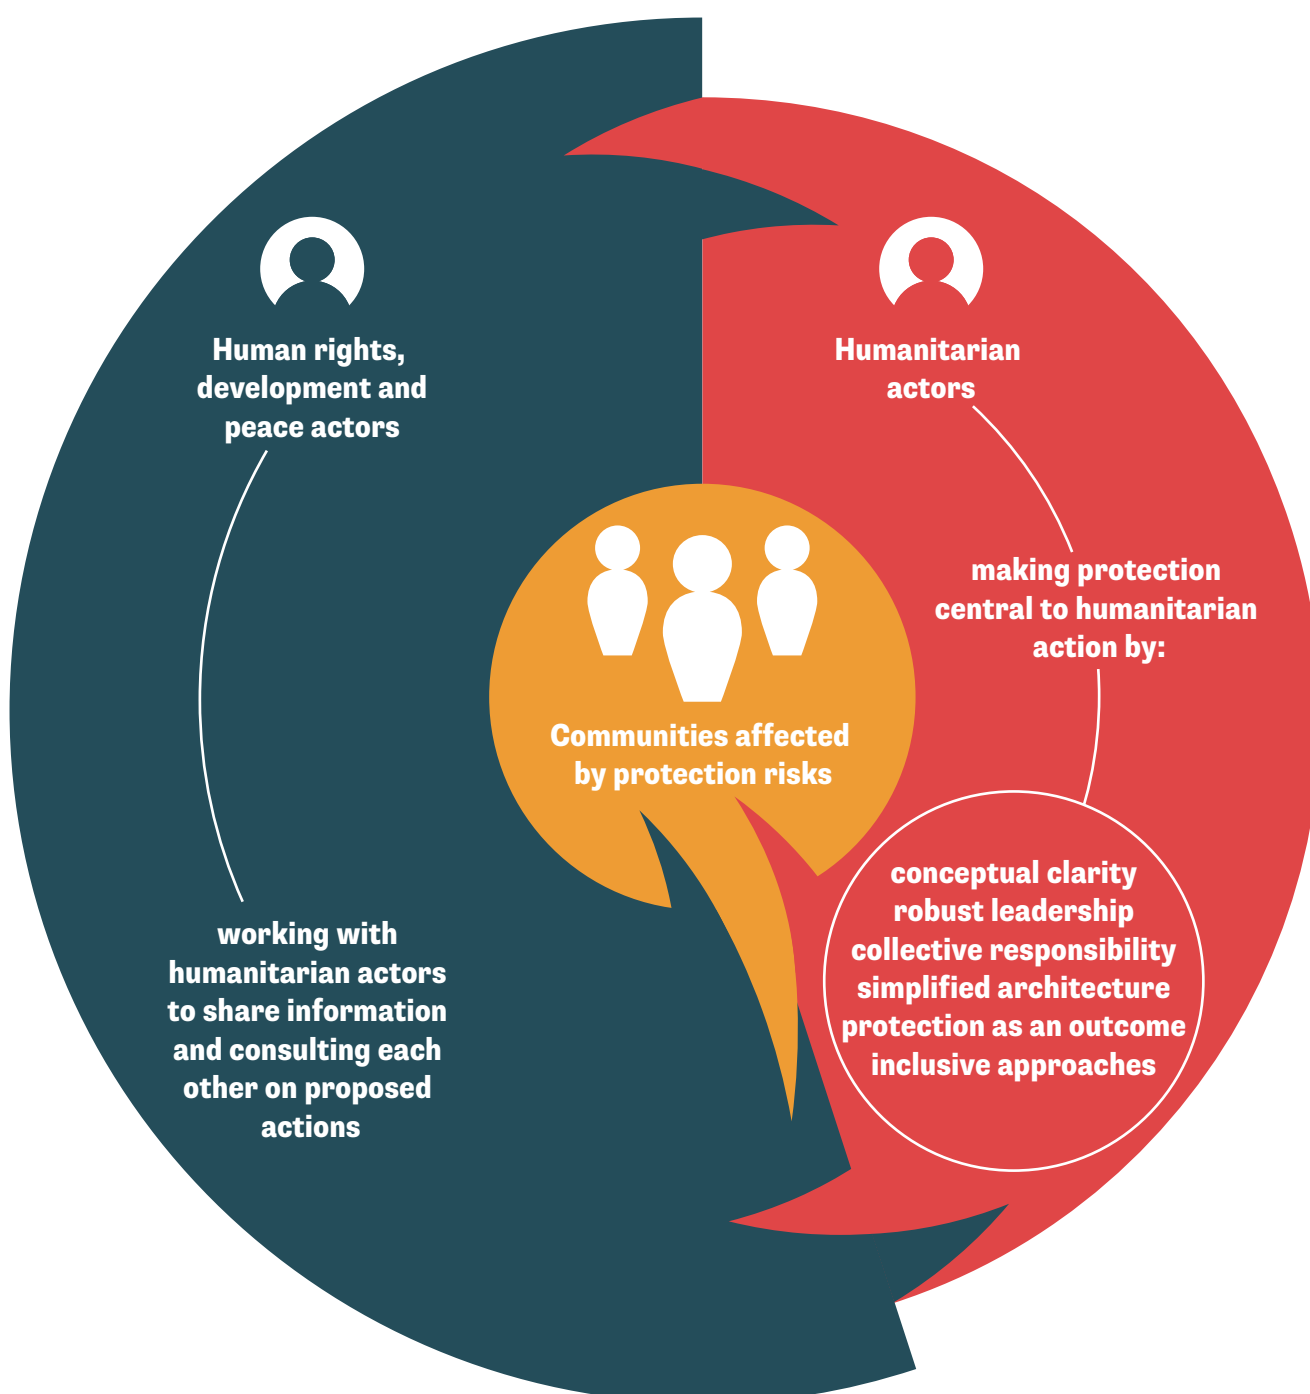 Human rights,
development and
peace actors
working with
humanitarian actors
to share information
and consulting each
other on proposed
actions
Communities affected
by protection risks
Humanitarian
actors
making protection
central to humanitarian
action by:
conceptual clarity
robust leadership
collective responsibility
simplified architecture
protection as an outcome
inclusive approaches